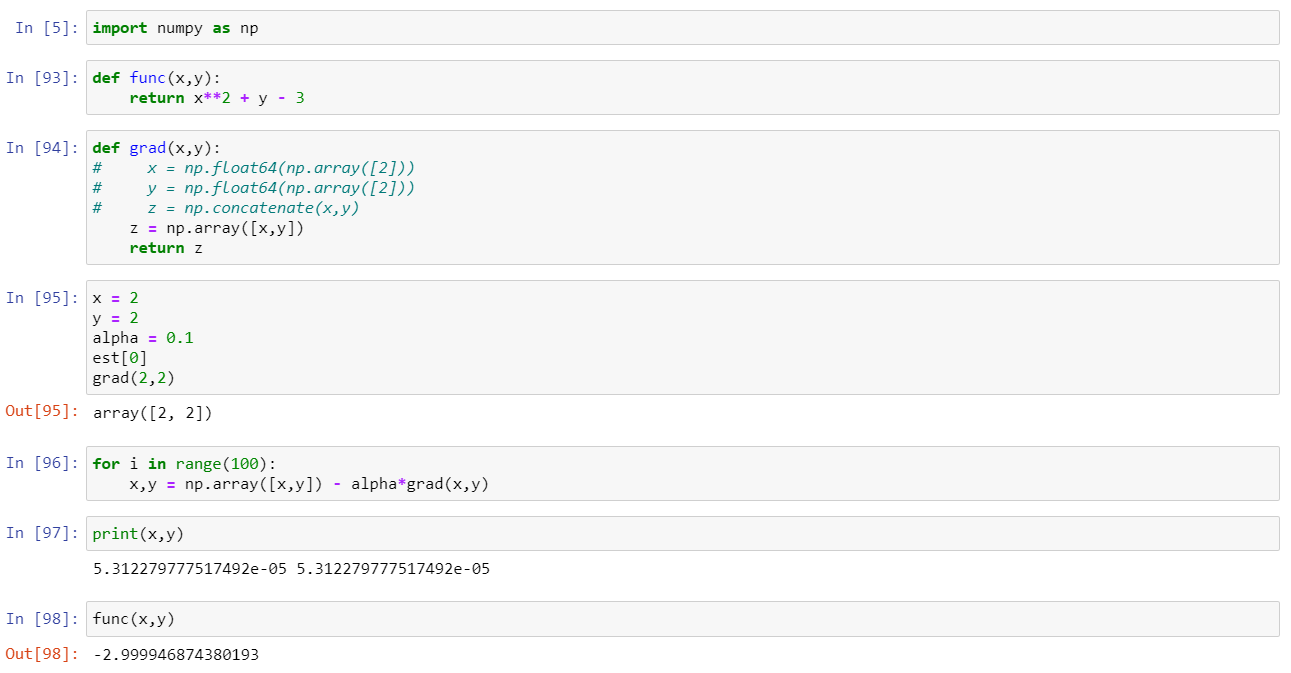 In [5]: import numpy as np
In [93]: def func(x,y):
    return x**2 + y - 3
In [94]: def grad(x,y):
#     x = np.float64(np.array([2]))
#     y = np.float64(np.array([2]))
#     z = np.concatenate(x,y)
    z = np.array([x,y])
    return z
In [95]: x = 2
y = 2
alpha = 0.1
est[0]
grad(2,2)
Out[95]: array([2, 2])
In [96]: for i in range(100):
    x,y = np.array([x,y]) - alpha*grad(x,y)
In [97]: print(x,y)
5.312279777517492e-05 5.312279777517492e-05
In [98]: func(x,y)
Out[98]: -2.999946874380193